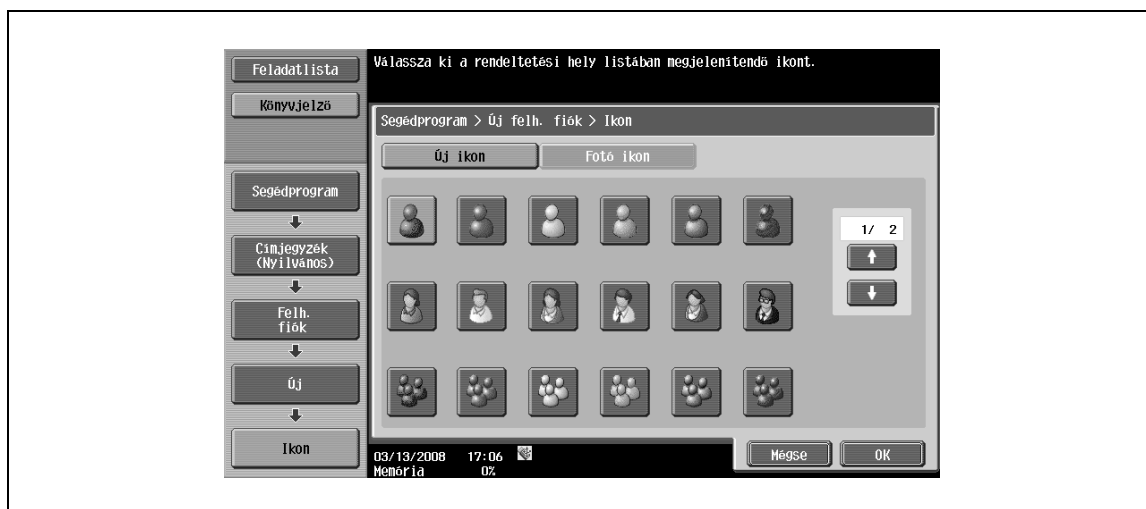 Feladatlista
Könyvjelző
Segédprogram
Címjegyzék
(Nyilvános)
Felh.
fiók
Új
Ikon
Válassza ki a rendeltetési hely listában megjelenítendő ikont.
Segédprogram > Új felh. fiók > Ikon
Új ikon
Fotó ikon
1/ 2
03/13/2008 17:06
Memória 0%
Mégse
OK